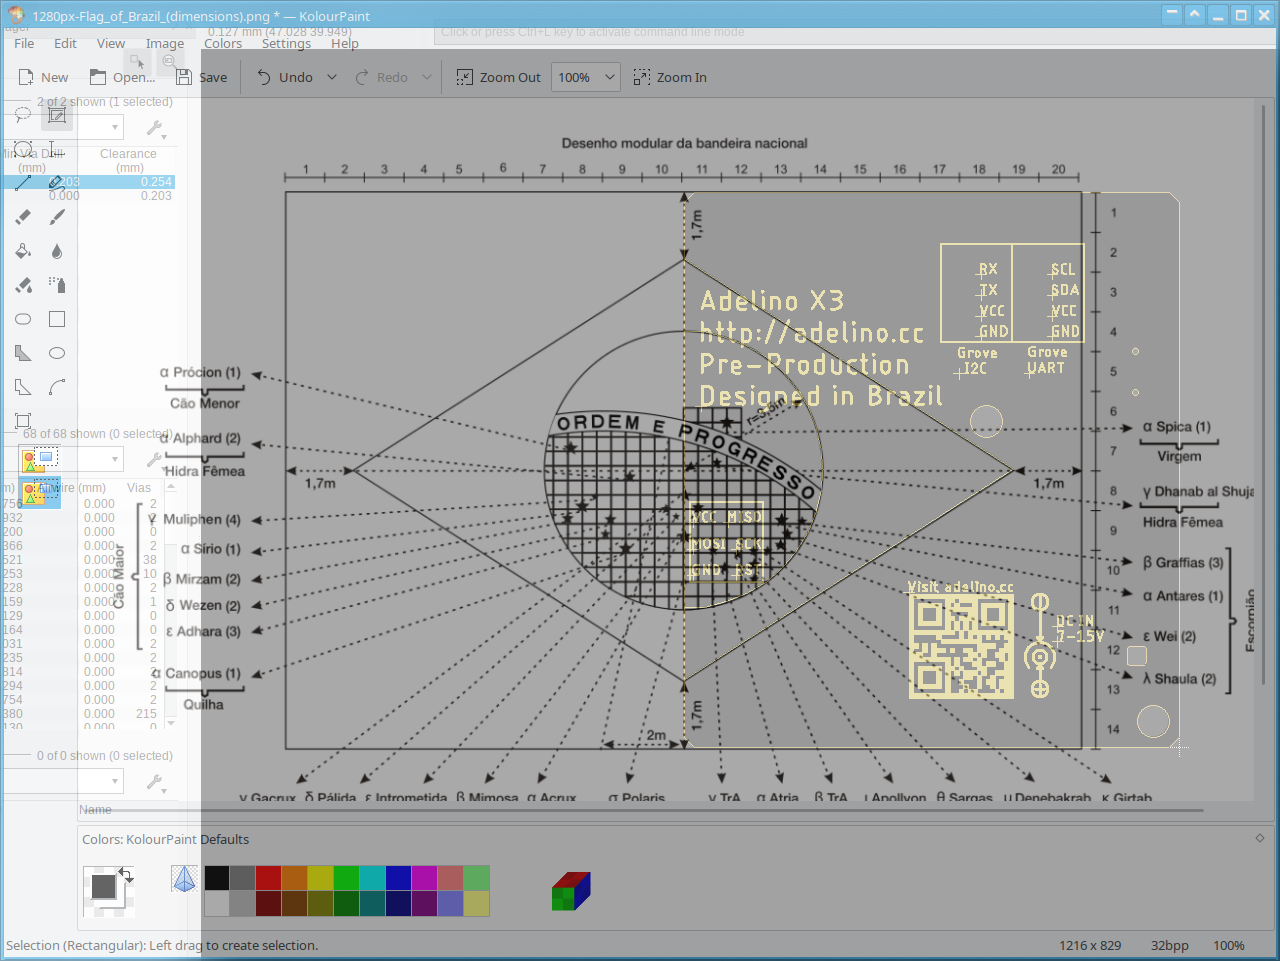 1280px-Flag_of_Brazil_(dimensions).png * — KolourPaint
0.127 mm (47.028 39.949)
Click or press Ctrl+L key to activate command line mode
File Edit View Image Colors Settings Help
New Open... Save Undo Redo Zoom Out 100% Zoom In
2 of 2 shown (1 selected)
Min Via Drill (mm) Clearance (mm)
0.203 0.254
0.000 0.203
Desenho modular da bandeira nacional
1 2 3 4 5 6 7 8 9 10 11 12 13 14 15 16 17 18 19 20
1,7m
1
2
3
4
5
6
7
8
9
10
11
12
13
14
RX SCL
TX SDA
VCC VCC
GND GND
Grove I2C
Grove UART
Adelino X3
http://adelino.cc
Pre-Production
Designed in Brazil
r=3,5m
ORDEM E PROGRESSO
α Prócion (1)
Cão Menor
α Alphard (2)
Hidra Fêmea
68 of 68 shown (0 selected)
1,7m
1,7m
α Spica (1)
Virgem
γ Dhanab al Shuja
Hidra Fêmea
m) Airwire (mm) Vias
756 0.000 2
932 0.000 2
200 0.000 0
366 0.000 2
521 0.000 38
253 0.000 10
228 0.000 2
159 0.000 1
129 0.000 0
164 0.000 0
031 0.000 2
235 0.000 2
814 0.000 2
294 0.000 2
754 0.000 2
380 0.000 215
130 0.000 0
γ Muliphen (4)
α Sírio (1)
β Mirzam (2)
δ Wezen (2)
ε Adhara (3)
Cão Maior
α Canopus (1)
Quilha
VCC MISO
MOSI SCK
GND RST
β Graffias (3)
α Antares (1)
ε Wei (2)
λ Shaula (2)
Escorpião
Visit adelino.cc
DC IN
7-15V
1,7m
2m
0 of 0 shown (0 selected)
γ Gacrux δ Pálida ε Intrometida β Mimosa α Acrux σ Polaris γ TrA α Atria β TrA ι Apollyon θ Sargas μ Denebakrab κ Girtab
Name
Colors: KolourPaint Defaults
Selection (Rectangular): Left drag to create selection.
1216 x 829 32bpp 100%